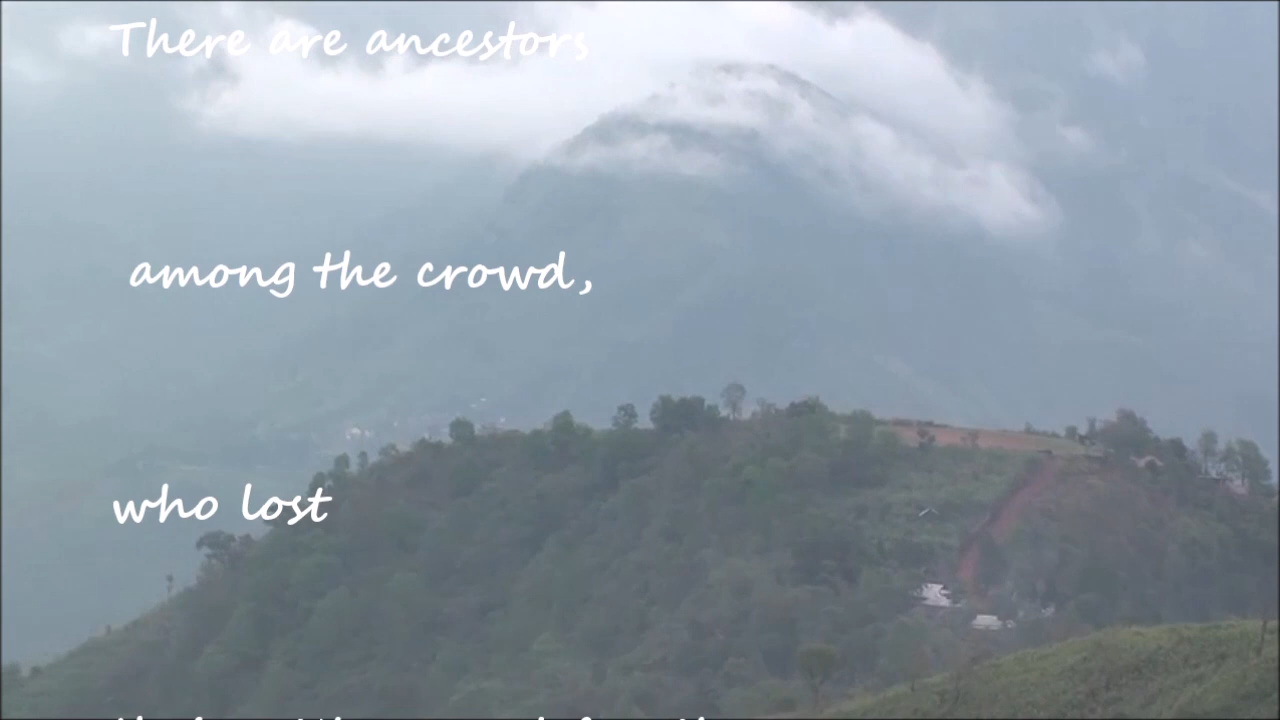 There are ancestors
among the crowd,
who lost